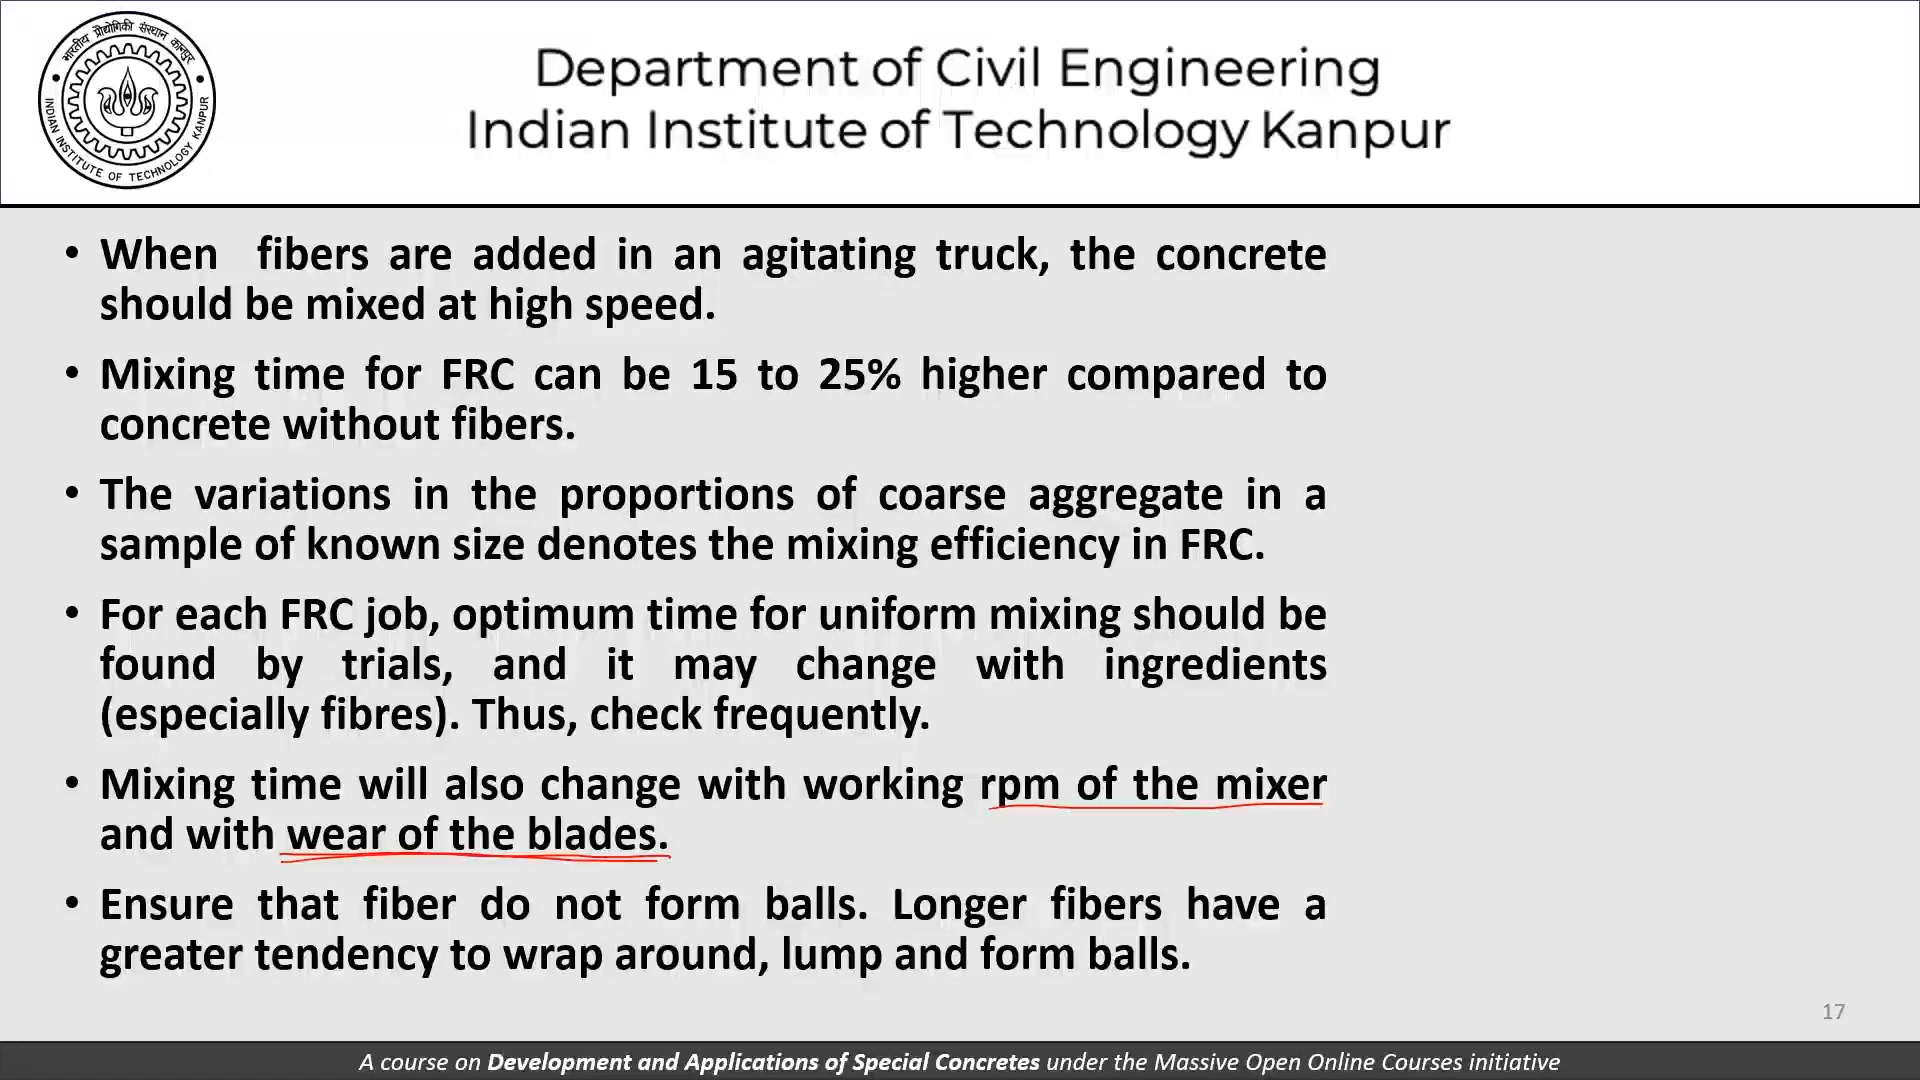 भारतीय प्रौद्योगिकी संस्थान कानपुर
INDIAN INSTITUTE OF TECHNOLOGY KANPUR
Department of Civil Engineering
Indian Institute of Technology Kanpur
• When fibers are added in an agitating truck, the concrete
should be mixed at high speed.
• Mixing time for FRC can be 15 to 25% higher compared to
concrete without fibers.
• The variations in the proportions of coarse aggregate in a
sample of known size denotes the mixing efficiency in FRC.
• For each FRC job, optimum time for uniform mixing should be
found by trials, and it may change with ingredients
(especially fibres). Thus, check frequently.
• Mixing time will also change with working rpm of the mixer
and with wear of the blades.
• Ensure that fiber do not form balls. Longer fibers have a
greater tendency to wrap around, lump and form balls.
17
A course on Development and Applications of Special Concretes under the Massive Open Online Courses initiative